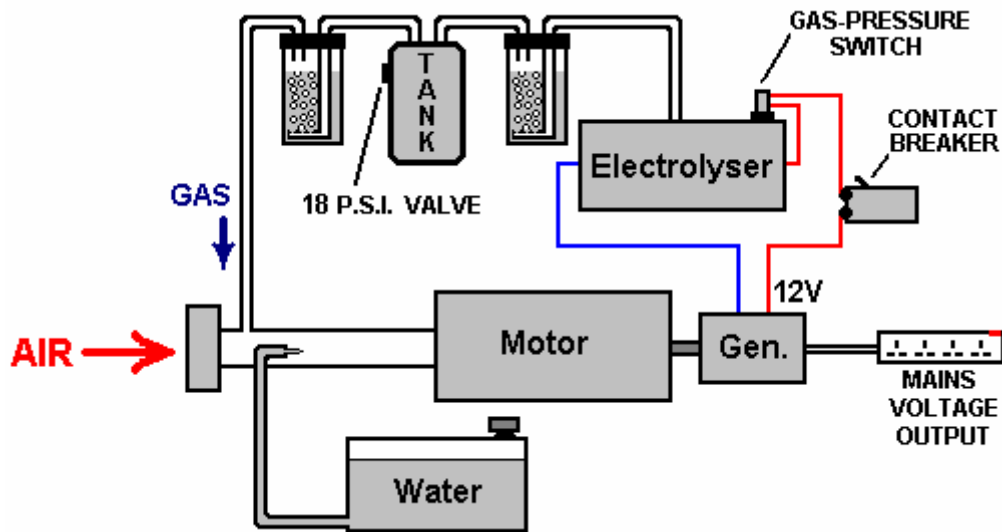 GAS-PRESSURE
SWITCH
T
A
N
K
CONTACT
BREAKER
Electrolyser
GAS
18 P.S.I. VALVE
12V
AIR
Motor
Gen.
MAINS
VOLTAGE
OUTPUT
Water